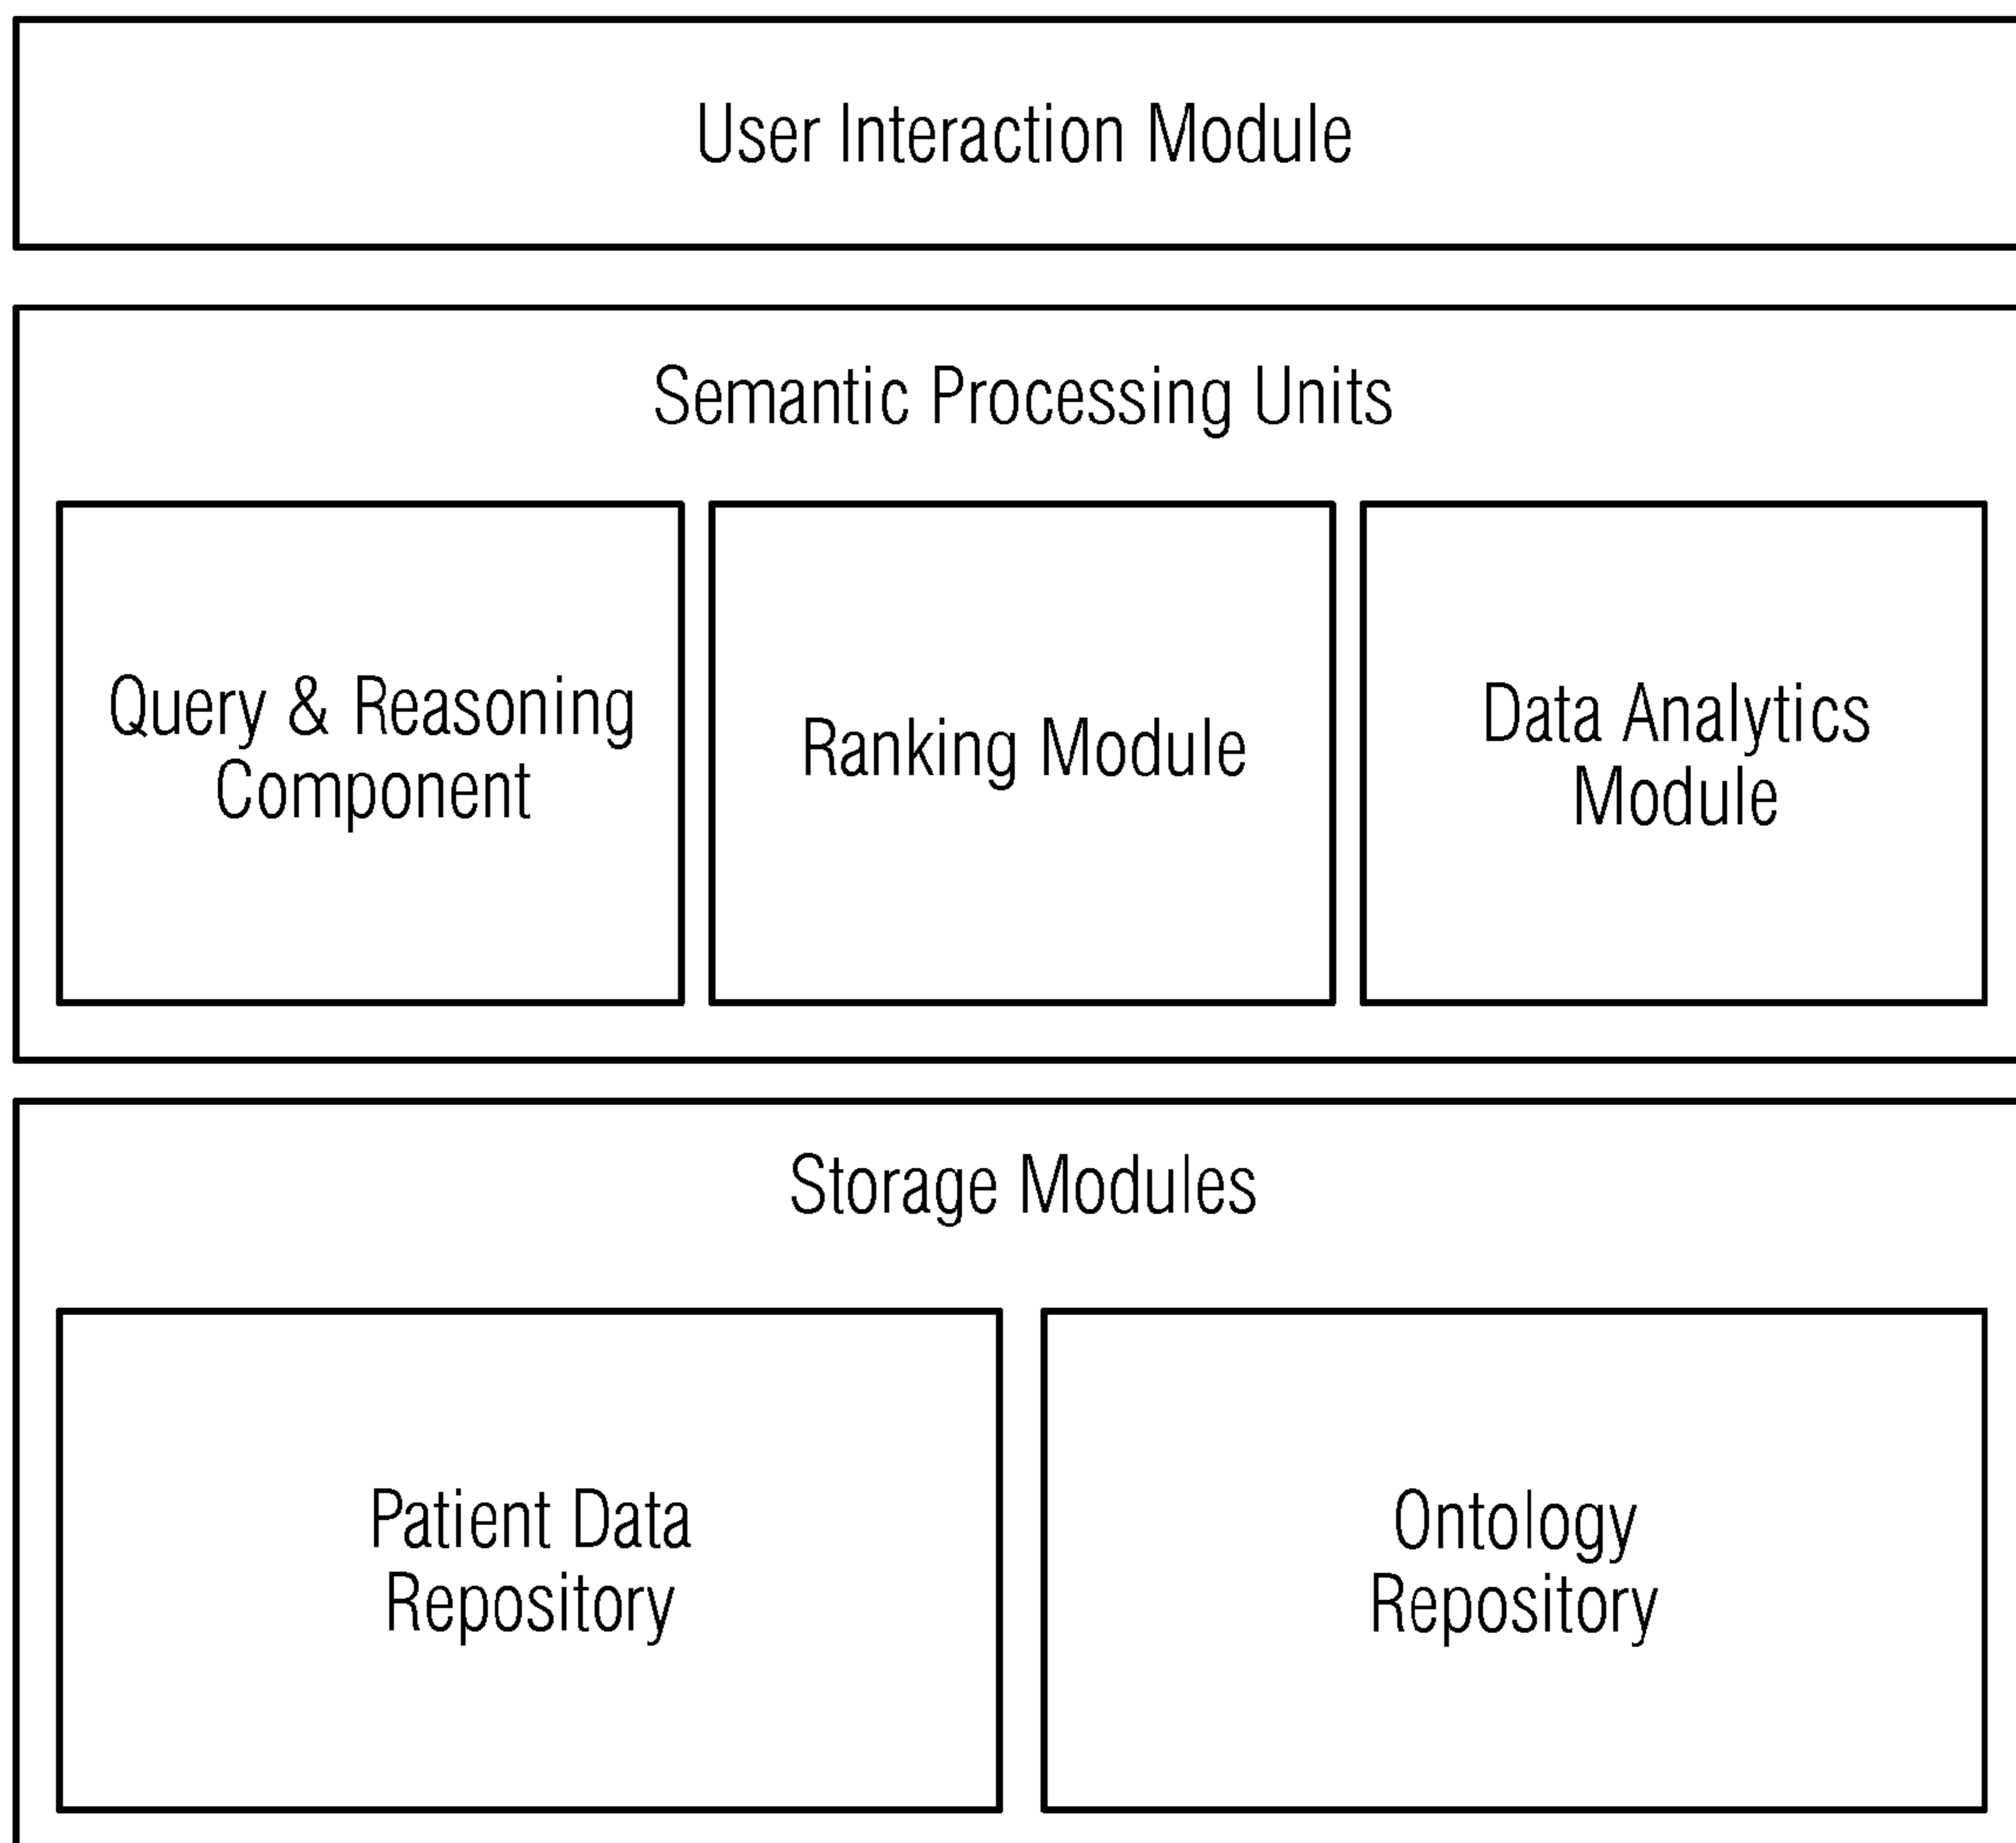 User Interaction Module
Semantic Processing Units
Query & Reasoning
Component
Ranking Module
Data Analytics
Module
Storage Modules
Patient Data
Repository
Ontology
Repository